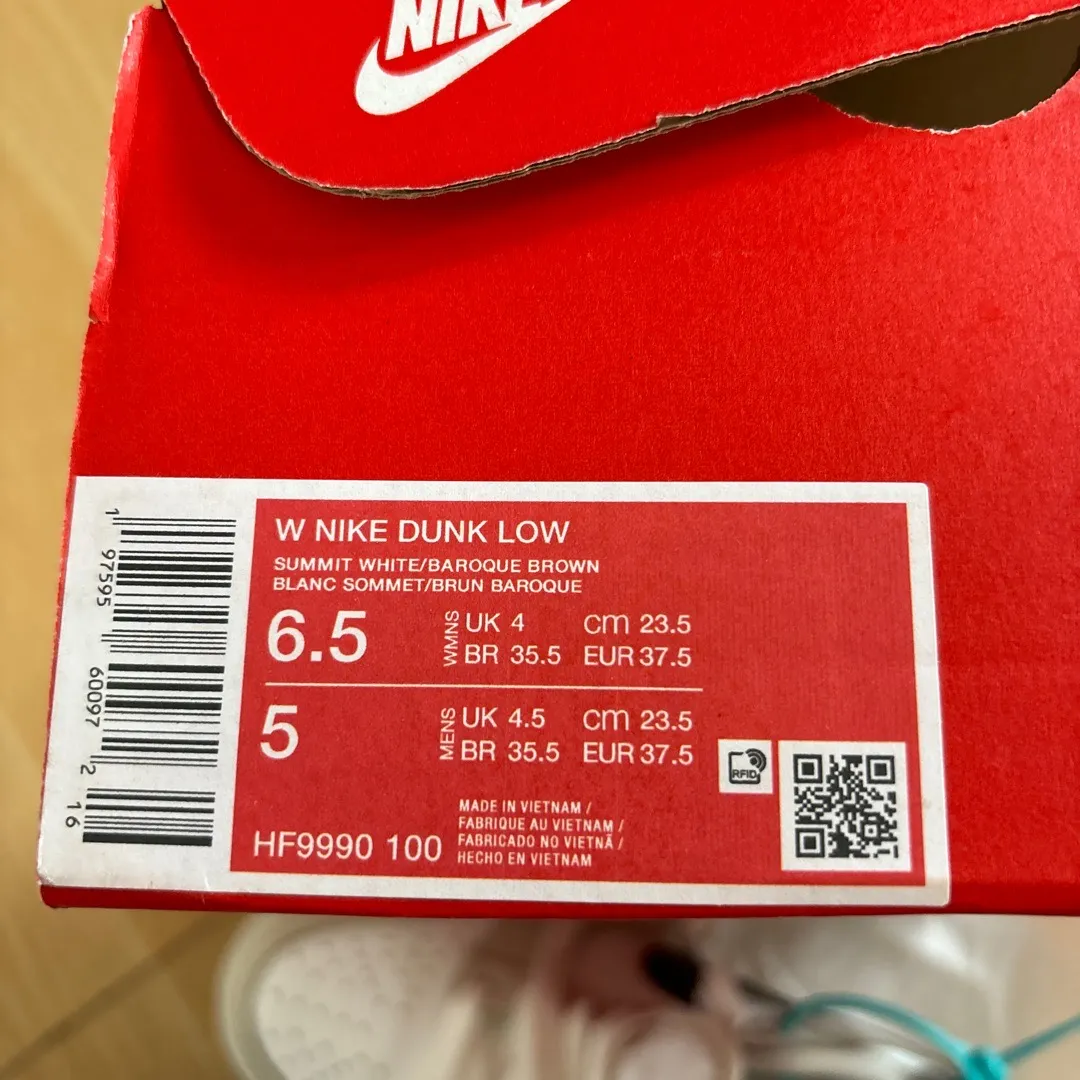 NIKE
W NIKE DUNK LOW
SUMMIT WHITE/BAROQUE BROWN
BLANC SOMMET/BRUN BAROQUE
6.5 WMNS UK 4 cm 23.5
BR 35.5 EUR 37.5
5 MENS UK 4.5 cm 23.5
BR 35.5 EUR 37.5
MADE IN VIETNAM /
FABRIQUE AU VIETNAM /
FABRICADO NO VIETNÃ /
HECHO EN VIETNAM
HF9990 100
RFID
1 97595 60097 2 16